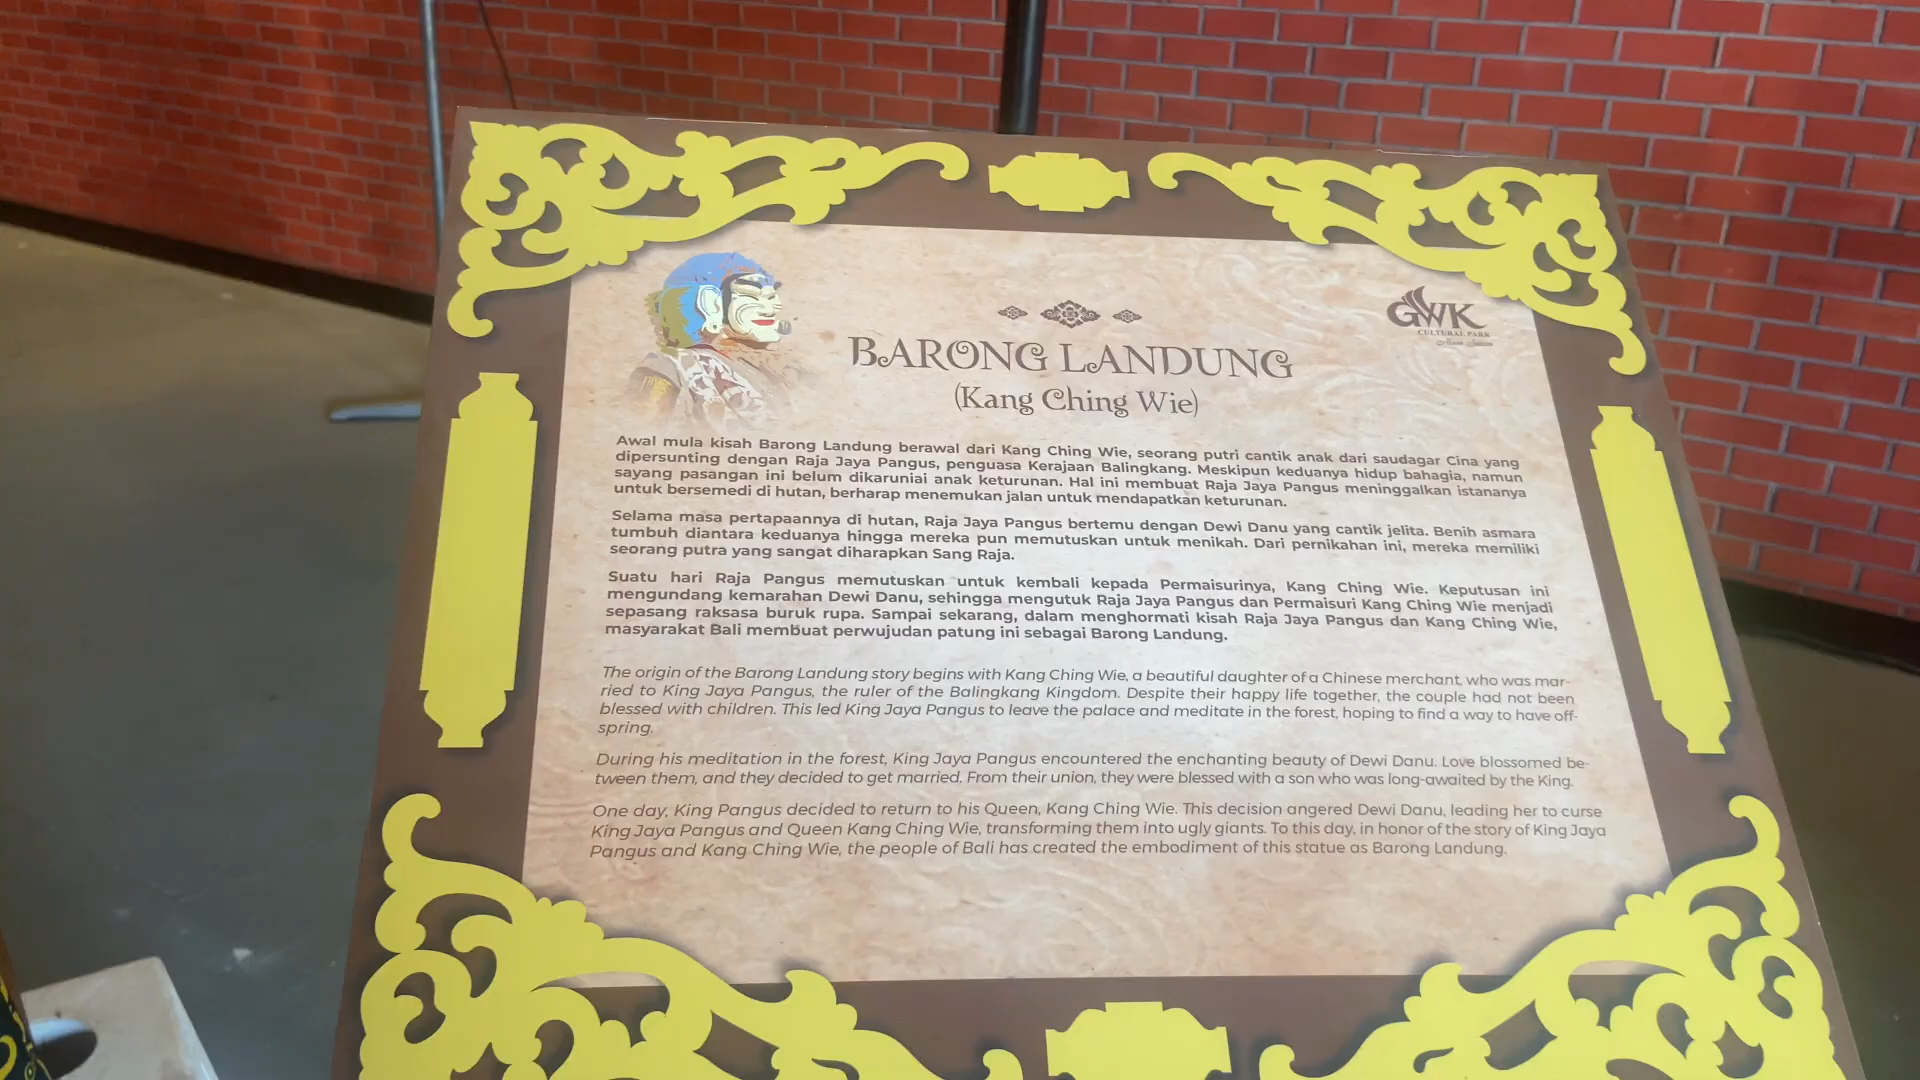 GWK
CULTURAL PARK
BARONG LANDUNG
(Kang Ching Wie)
Awal mula kisah Barong Landung berawal dari Kang Ching Wie, seorang putri cantik anak dari saudagar Cina yang
dipersunting dengan Raja Jaya Pangus, penguasa Kerajaan Balingkang. Meskipun keduanya hidup bahagia, namun
sayang pasangan ini belum dikaruniai anak keturunan. Hal ini membuat Raja Jaya Pangus meninggalkan istananya
untuk bersemedi di hutan, berharap menemukan jalan untuk mendapatkan keturunan.
Selama masa pertapaannya di hutan, Raja Jaya Pangus bertemu dengan Dewi Danu yang cantik jelita. Benih asmara
tumbuh diantara keduanya hingga mereka pun memutuskan untuk menikah. Dari pernikahan ini, mereka memiliki
seorang putra yang sangat diharapkan Sang Raja.
Suatu hari Raja Pangus memutuskan untuk kembali kepada Permaisurinya, Kang Ching Wie. Keputusan ini
mengundang kemarahan Dewi Danu, sehingga mengutuk Raja Jaya Pangus dan Permaisuri Kang Ching Wie menjadi
sepasang raksasa buruk rupa. Sampai sekarang, dalam menghormati kisah Raja Jaya Pangus dan Kang Ching Wie,
masyarakat Bali membuat perwujudan patung ini sebagai Barong Landung.
The origin of the Barong Landung story begins with Kang Ching Wie, a beautiful daughter of a Chinese merchant, who was mar-
ried to King Jaya Pangus, the ruler of the Balingkang Kingdom. Despite their happy life together, the couple had not been
blessed with children. This led King Jaya Pangus to leave the palace and meditate in the forest, hoping to find a way to have off-
spring.
During his meditation in the forest, King Jaya Pangus encountered the enchanting beauty of Dewi Danu. Love blossomed be-
tween them, and they decided to get married. From their union, they were blessed with a son who was long-awaited by the King.
One day, King Pangus decided to return to his Queen, Kang Ching Wie. This decision angered Dewi Danu, leading her to curse
King Jaya Pangus and Queen Kang Ching Wie, transforming them into ugly giants. To this day, in honor of the story of King Jaya
Pangus and Kang Ching Wie, the people of Bali has created the embodiment of this statue as Barong Landung.